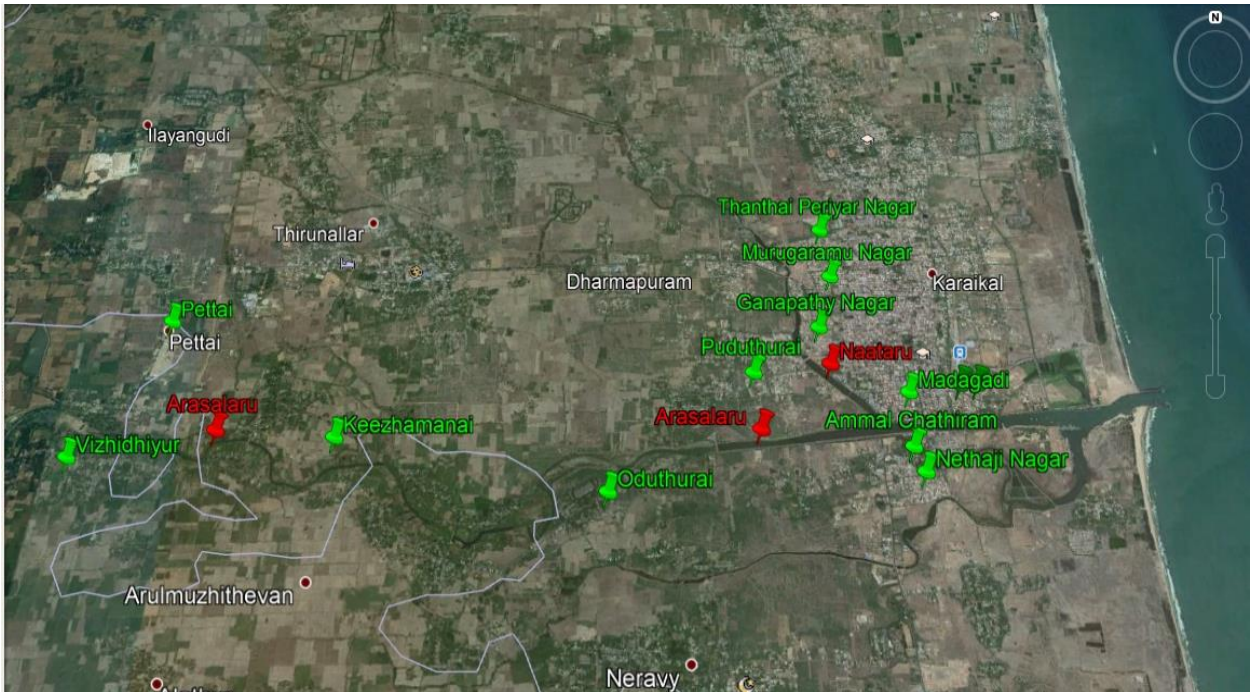 N
Ilayangudi
Thanthai Periyar Nagar
Thirunallar
Murugaramu Nagar
Dharmapuram
Karaikal
Ganapathy Nagar
Pettai
Pettai
Puduthurai
Naataru
Madagadi
Arasalaru
Arasalaru
Ammal Chathiram
Keezhamanai
Vizhidhiyur
Nethaji Nagar
Oduthurai
Arulmuzhithevan
Neravy